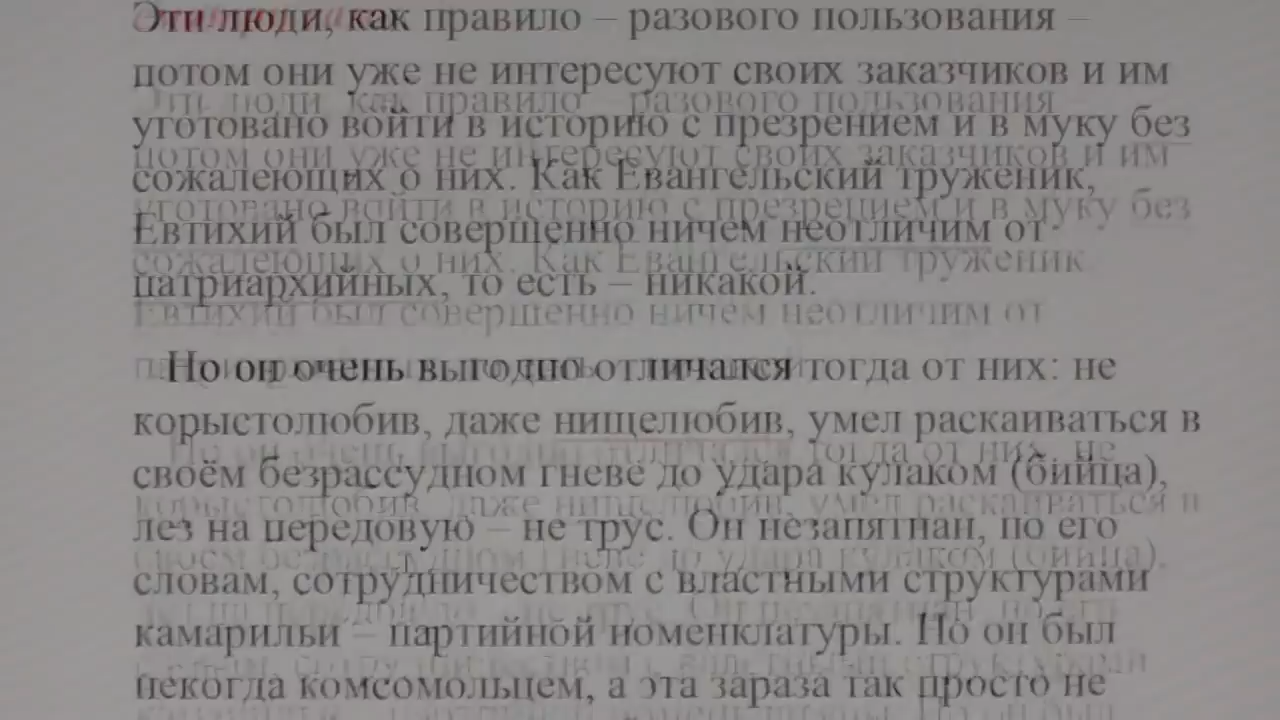 Эти люди, как правило – разового пользования –
потом они уже не интересуют своих заказчиков и им
уготовано войти в историю с презрением и в муку без
сожалеющих о них. Как Евангельский труженик,
Евтихий был совершенно ничем неотличим от
патриархийных, то есть – никакой.
Но он очень выгодно отличался тогда от них: не
корыстолюбив, даже нищелюбив, умел раскаиваться в
своём безрассудном гневе до удара кулаком (бийца),
лез на передовую – не трус. Он незапятнан, по его
словам, сотрудничеством с властными структурами
камарильи – партийной номенклатуры. Но он был
некогда комсомольцем, а эта зараза так просто не